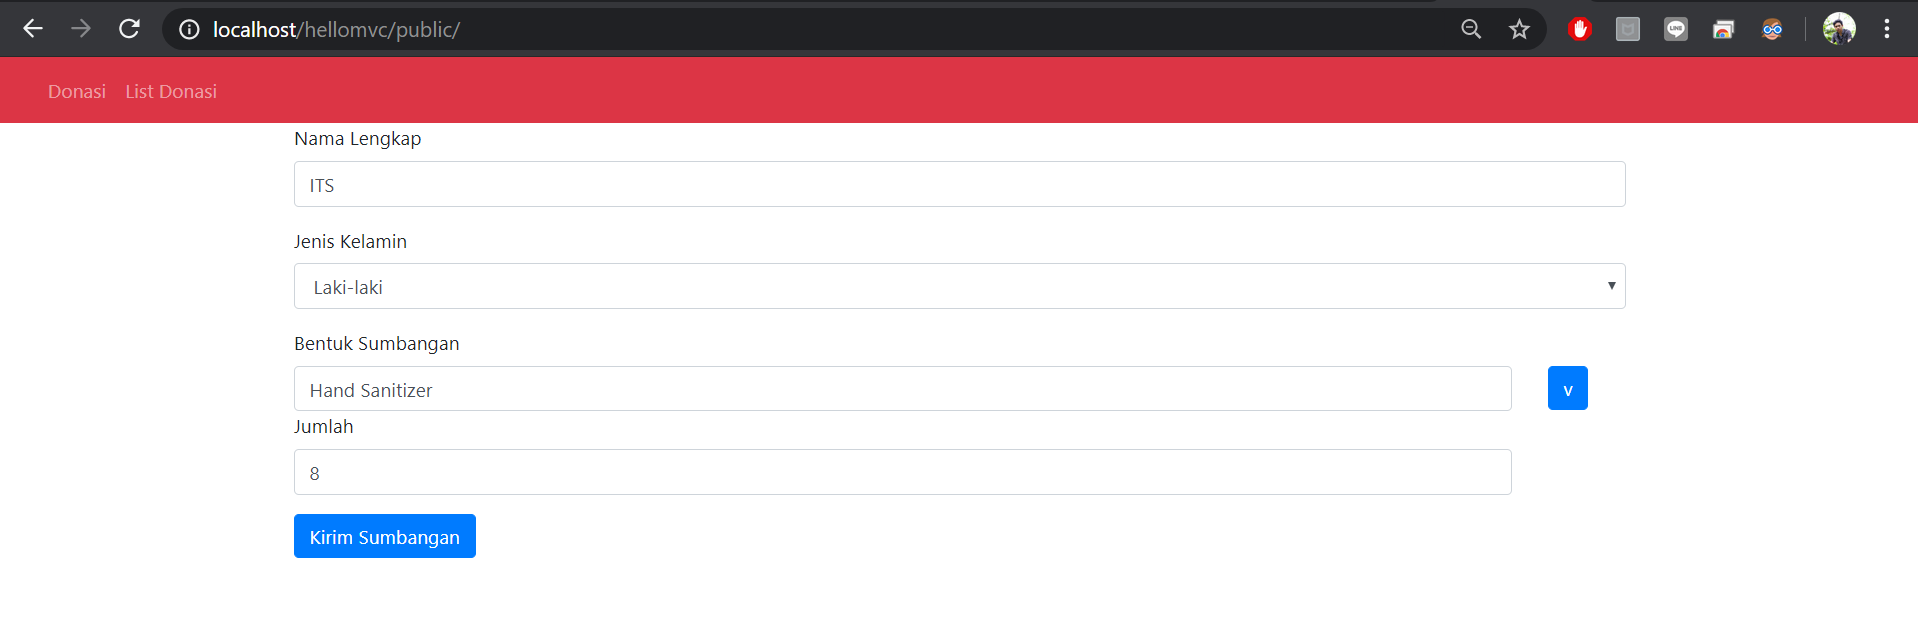 localhost/hellomvc/public/
LINE
Donasi List Donasi
Nama Lengkap
ITS
Jenis Kelamin
Laki-laki
Bentuk Sumbangan
Hand Sanitizer
v
Jumlah
8
Kirim Sumbangan